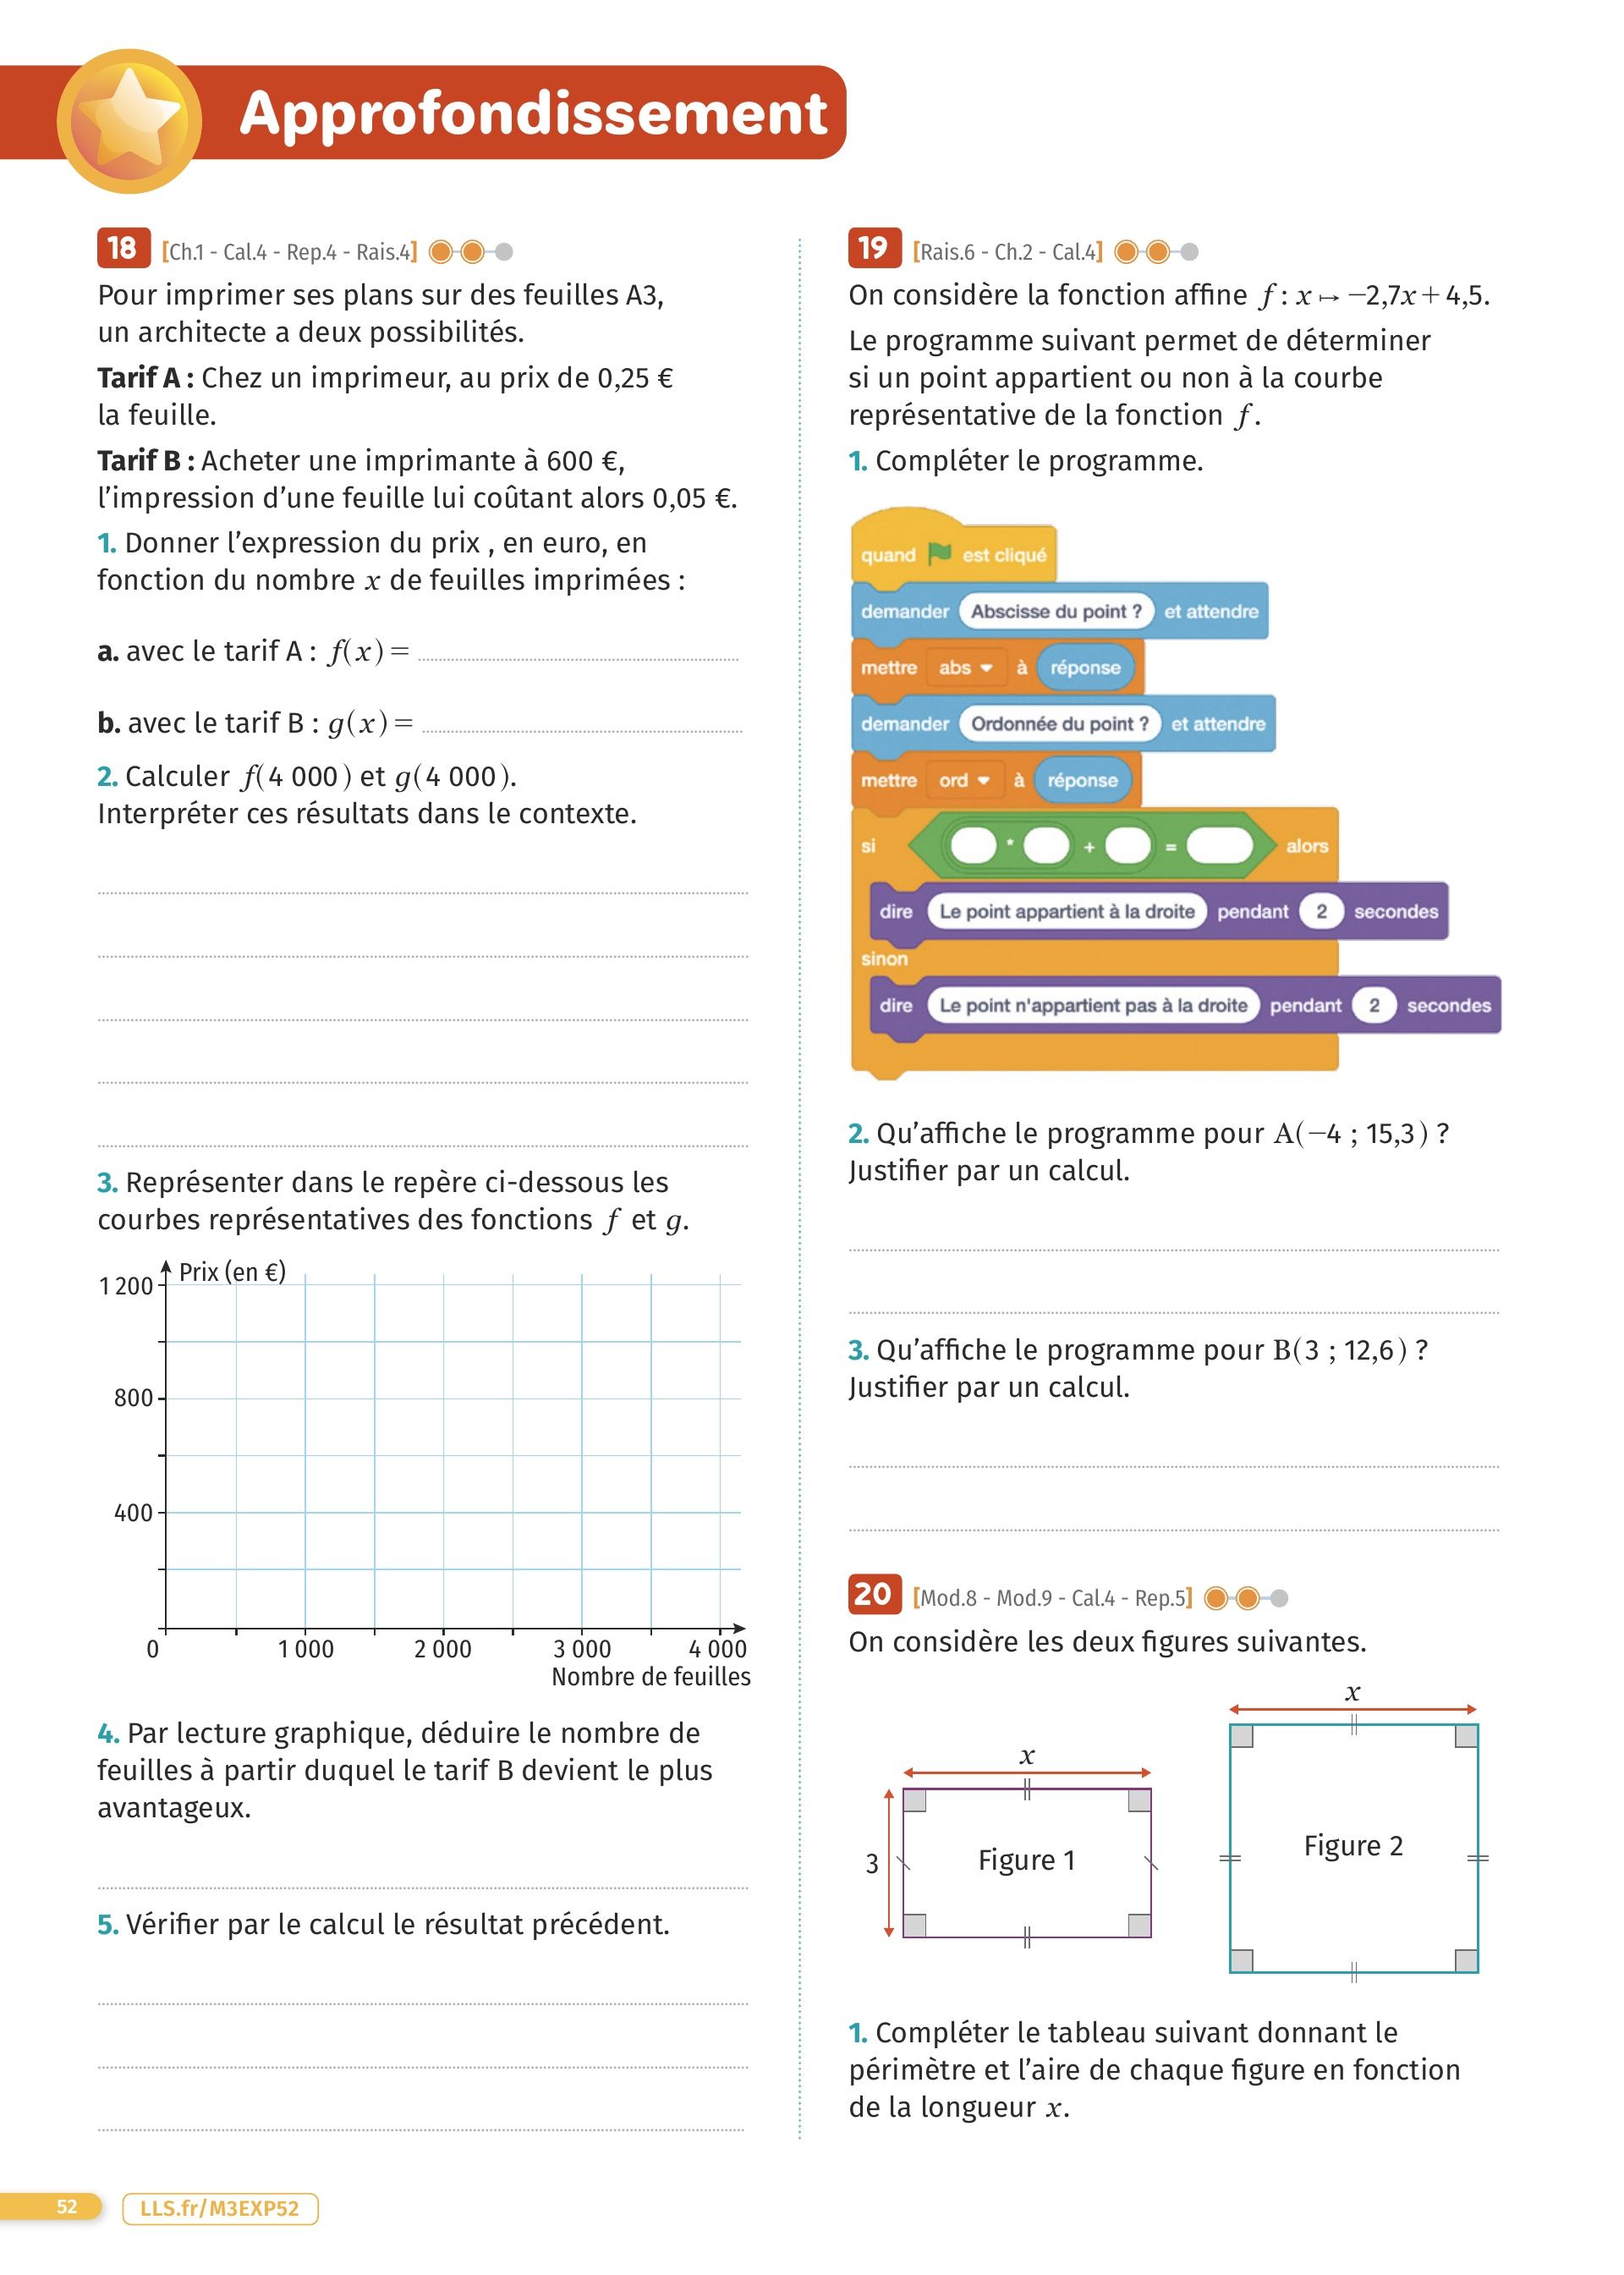 Approfondissement
18 [Ch.1 - Cal.4 - Rep.4 - Rais.4]
Pour imprimer ses plans sur des feuilles A3,
un architecte a deux possibilités.
Tarif A : Chez un imprimeur, au prix de 0,25 €
la feuille.
Tarif B : Acheter une imprimante à 600 €,
l’impression d’une feuille lui coûtant alors 0,05 €.
1. Donner l’expression du prix , en euro, en
fonction du nombre x de feuilles imprimées :
a. avec le tarif A : f(x) =
b. avec le tarif B : g(x) =
2. Calculer f(4 000) et g(4 000).
Interpréter ces résultats dans le contexte.
3. Représenter dans le repère ci-dessous les
courbes représentatives des fonctions f et g.
Prix (en €)
1 200
800
400
0 1 000 2 000 3 000 4 000
Nombre de feuilles
4. Par lecture graphique, déduire le nombre de
feuilles à partir duquel le tarif B devient le plus
avantageux.
5. Vérifier par le calcul le résultat précédent.
19 [Rais.6 - Ch.2 - Cal.4]
On considère la fonction affine f : x ↦ −2,7x + 4,5.
Le programme suivant permet de déterminer
si un point appartient ou non à la courbe
représentative de la fonction f.
1. Compléter le programme.
quand est cliqué
demander Abscisse du point ? et attendre
mettre abs à réponse
demander Ordonnée du point ? et attendre
mettre ord à réponse
si * + = alors
dire Le point appartient à la droite pendant 2 secondes
sinon
dire Le point n'appartient pas à la droite pendant 2 secondes
2. Qu’affiche le programme pour A(−4 ; 15,3) ?
Justifier par un calcul.
3. Qu’affiche le programme pour B(3 ; 12,6) ?
Justifier par un calcul.
20 [Mod.8 - Mod.9 - Cal.4 - Rep.5]
On considère les deux figures suivantes.
x
3
Figure 1
x
Figure 2
1. Compléter le tableau suivant donnant le
périmètre et l’aire de chaque figure en fonction
de la longueur x.
52 LLS.fr/M3EXP52